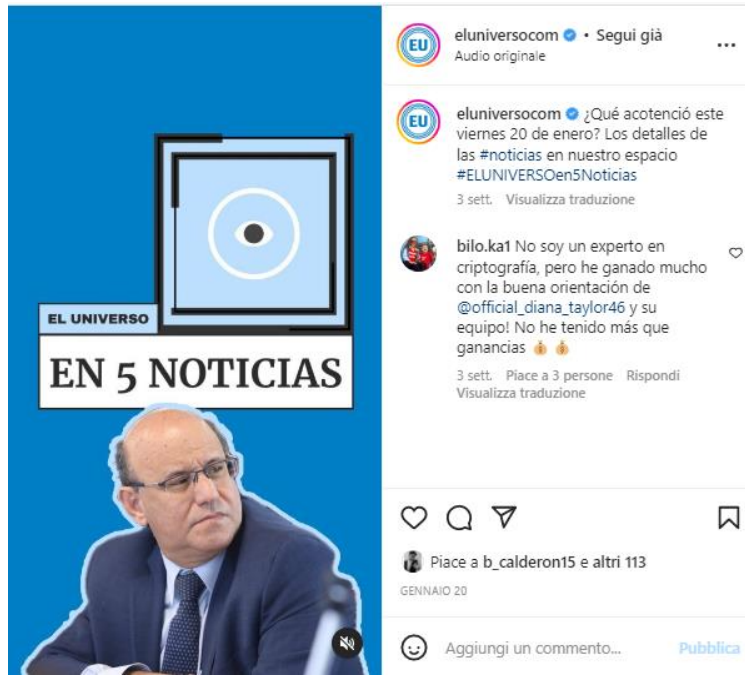 EL UNIVERSO
EN 5 NOTICIAS
EU
eluniversocom • Segui già
Audio originale
EU
eluniversocom ¿Qué acotenció este
viernes 20 de enero? Los detalles de
las #noticias en nuestro espacio
#ELUNIVERSOen5Noticias
3 sett. Visualizza traduzione
bilo.ka1 No soy un experto en
criptografía, pero he ganado mucho
con la buena orientación de
@official_diana_taylor46 y su
equipo! No he tenido más que
ganancias 💰 💰
3 sett. Piace a 3 persone Rispondi
Visualizza traduzione
Piace a b_calderon15 e altri 113
GENNAIO 20
Aggiungi un commento... Pubblica